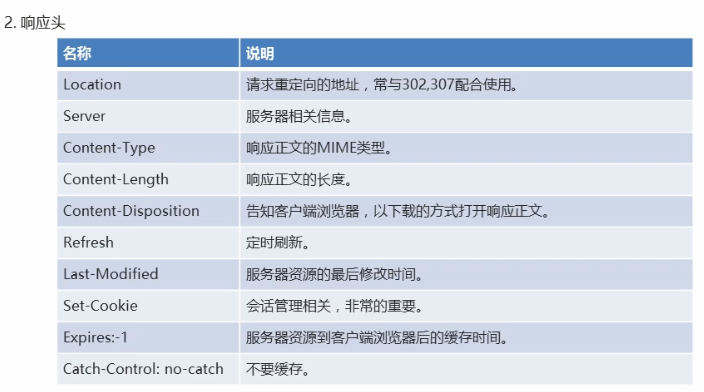 2. 响应头
名称 说明
Location 请求重定向的地址，常与302,307配合使用。
Server 服务器相关信息。
Content-Type 响应正文的MIME类型。
Content-Length 响应正文的长度。
Content-Disposition 告知客户端浏览器，以下载的方式打开响应正文。
Refresh 定时刷新。
Last-Modified 服务器资源的最后修改时间。
Set-Cookie 会话管理相关，非常的重要。
Expires:-1 服务器资源到客户端浏览器后的缓存时间。
Catch-Control: no-catch 不要缓存。